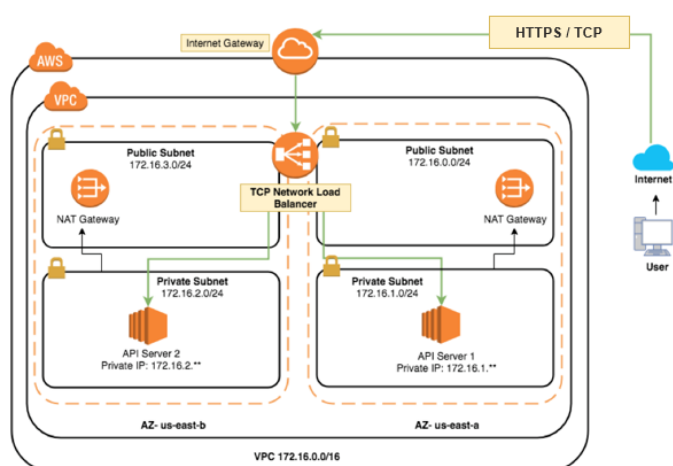 HTTPS / TCP
Internet Gateway
AWS
VPC
Public Subnet
172.16.3.0/24
Public Subnet
172.16.0.0/24
NAT Gateway
TCP Network Load
Balancer
NAT Gateway
Internet
User
Private Subnet
172.16.2.0/24
Private Subnet
172.16.1.0/24
API Server 2
Private IP: 172.16.2.**
API Server 1
Private IP: 172.16.1.**
AZ- us-east-b
AZ- us-east-a
VPC 172.16.0.0/16